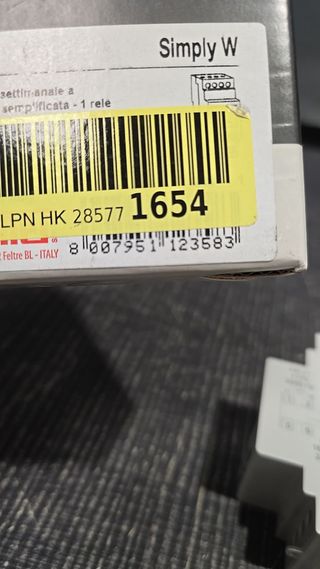 Simply W
settimanale a
semplificata - 1 relè
LPN HK 28577 1654
8 007951 123583
Feltre BL - ITALY